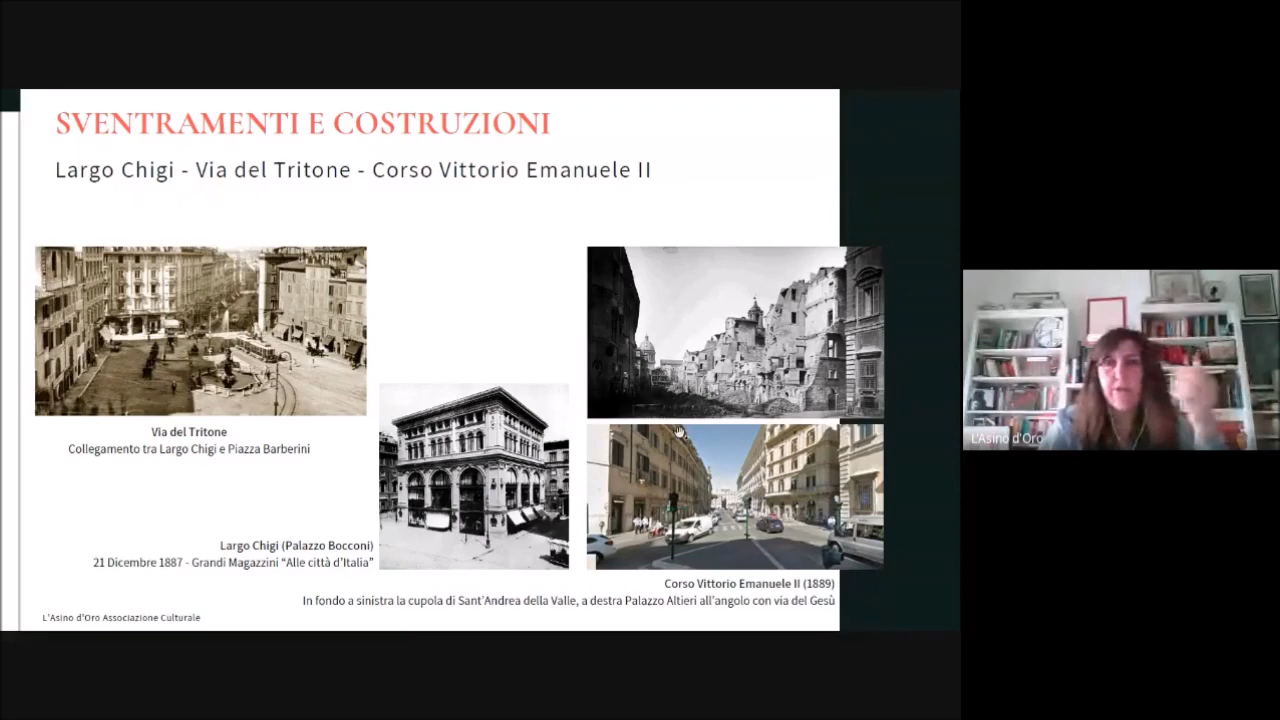 SVENTRAMENTI E COSTRUZIONI
Largo Chigi - Via del Tritone - Corso Vittorio Emanuele II
Via del Tritone
Collegamento tra Largo Chigi e Piazza Barberini
Largo Chigi (Palazzo Bocconi)
21 Dicembre 1887 - Grandi Magazzini “Alle città d’Italia”
Corso Vittorio Emanuele II (1889)
In fondo a sinistra la cupola di Sant’Andrea della Valle, a destra Palazzo Altieri all’angolo con via del Gesù
L'Asino d'Oro Associazione Culturale
L'Asino d'Oro